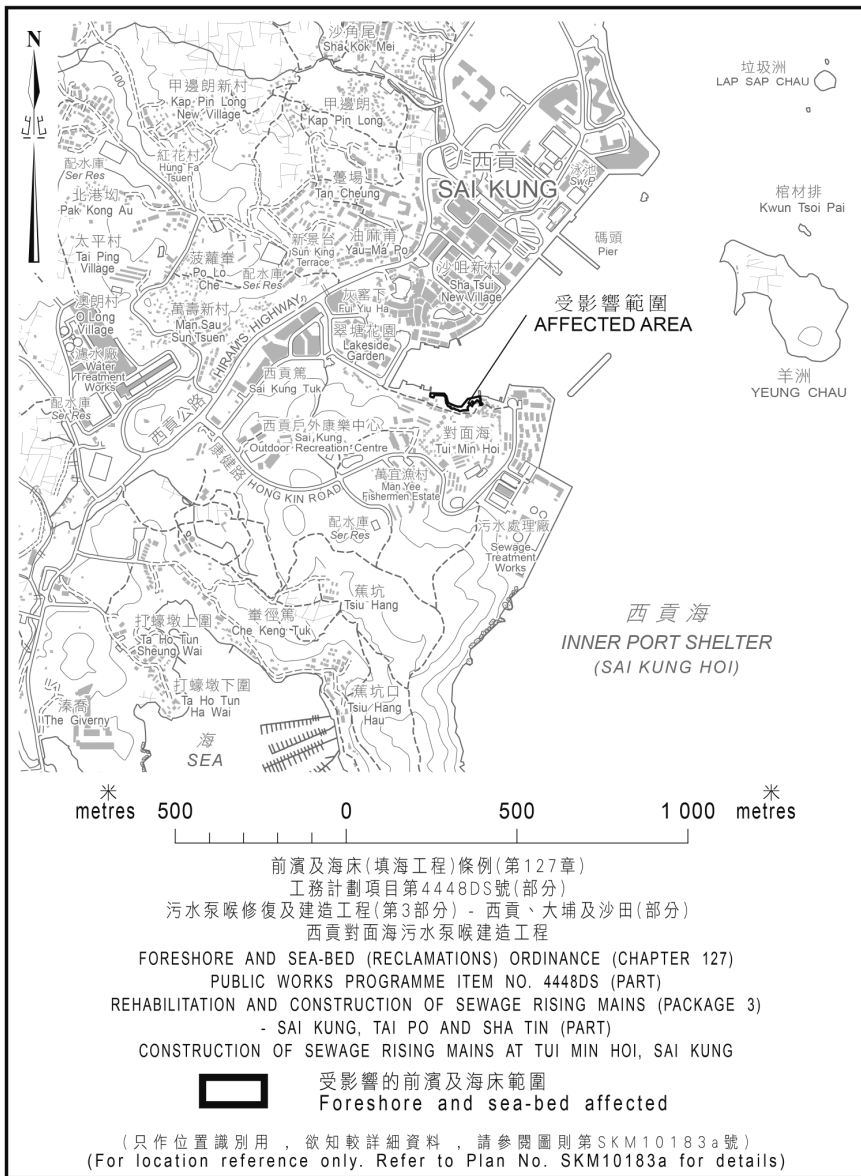 N
沙角尾
Sha Kok Mei
垃圾洲
LAP SAP CHAU
甲邊朗新村
Kap Pin Long
New Village
100
甲邊朗
Kap Pin Long
配水庫
Ser Res
紅花村
Hung Fa
Tsuen
躉場
Tan Cheung
西貢
SAI KUNG
泳池
Sw P
北港坳
Pak Kong Au
棺材排
Kwun Tsoi Pai
太平村
Tai Ping
Village
菠蘿輋
Po Lo
Che
配水庫
Ser Res
新景台
Sun King
Terrace
油麻莆
Yau Ma Po
碼頭
Pier
沙咀新村
Sha Tsui
New Village
澳朗村
O Long
Village
萬壽新村
Man Sau
Sun Tsuen
HIRAM'S HIGHWAY
灰窰下
Fui Yiu Ha
受影響範圍
AFFECTED AREA
翠塘花園
Lakeside
Garden
濾水廠
Water
Treatment
Works
西貢篤
Sai Kung Tuk
羊洲
YEUNG CHAU
配水庫
Ser Res
西貢公路
西貢戶外康樂中心
Sai Kung
Outdoor Recreation Centre
對面海
Tui Min Hoi
康健路
HONG KIN ROAD
萬宜漁村
Man Yee
Fishermen Estate
配水庫
Ser Res
污水處理廠
Sewage
Treatment
Works
蕉坑
Tsiu Hang
西貢海
INNER PORT SHELTER
(SAI KUNG HOI)
打蠔墩上圍
Ta Ho Tun
Sheung Wai
輋徑篤
Che Keng Tuk
打蠔墩下圍
Ta Ho Tun
Ha Wai
蕉坑口
Tsiu Hang
Hau
溱喬
The Giverny
海
SEA
米
metres 500 0 500 1 000 米
metres
前濱及海床(填海工程)條例(第127章)
工務計劃項目第4448DS號(部分)
污水泵喉修復及建造工程(第3部分) - 西貢、大埔及沙田(部分)
西貢對面海污水泵喉建造工程
FORESHORE AND SEA-BED (RECLAMATIONS) ORDINANCE (CHAPTER 127)
PUBLIC WORKS PROGRAMME ITEM NO. 4448DS (PART)
REHABILITATION AND CONSTRUCTION OF SEWAGE RISING MAINS (PACKAGE 3)
- SAI KUNG, TAI PO AND SHA TIN (PART)
CONSTRUCTION OF SEWAGE RISING MAINS AT TUI MIN HOI, SAI KUNG
受影響的前濱及海床範圍
Foreshore and sea-bed affected
(只作位置識別用 , 欲知較詳細資料 , 請參閱圖則第SKM10183a號)
(For location reference only. Refer to Plan No. SKM10183a for details)